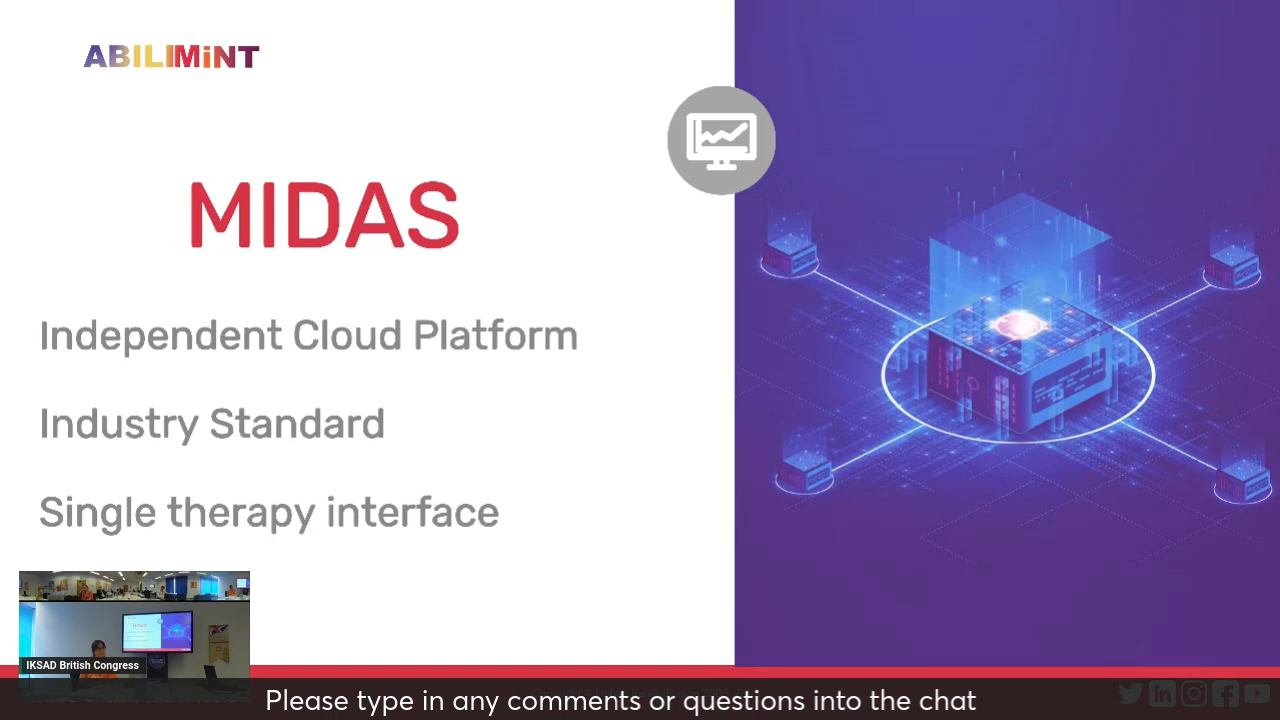 ABILIMiNT
MIDAS
Independent Cloud Platform
Industry Standard
Single therapy interface
IKSAD British Congress
Please type in any comments or questions into the chat